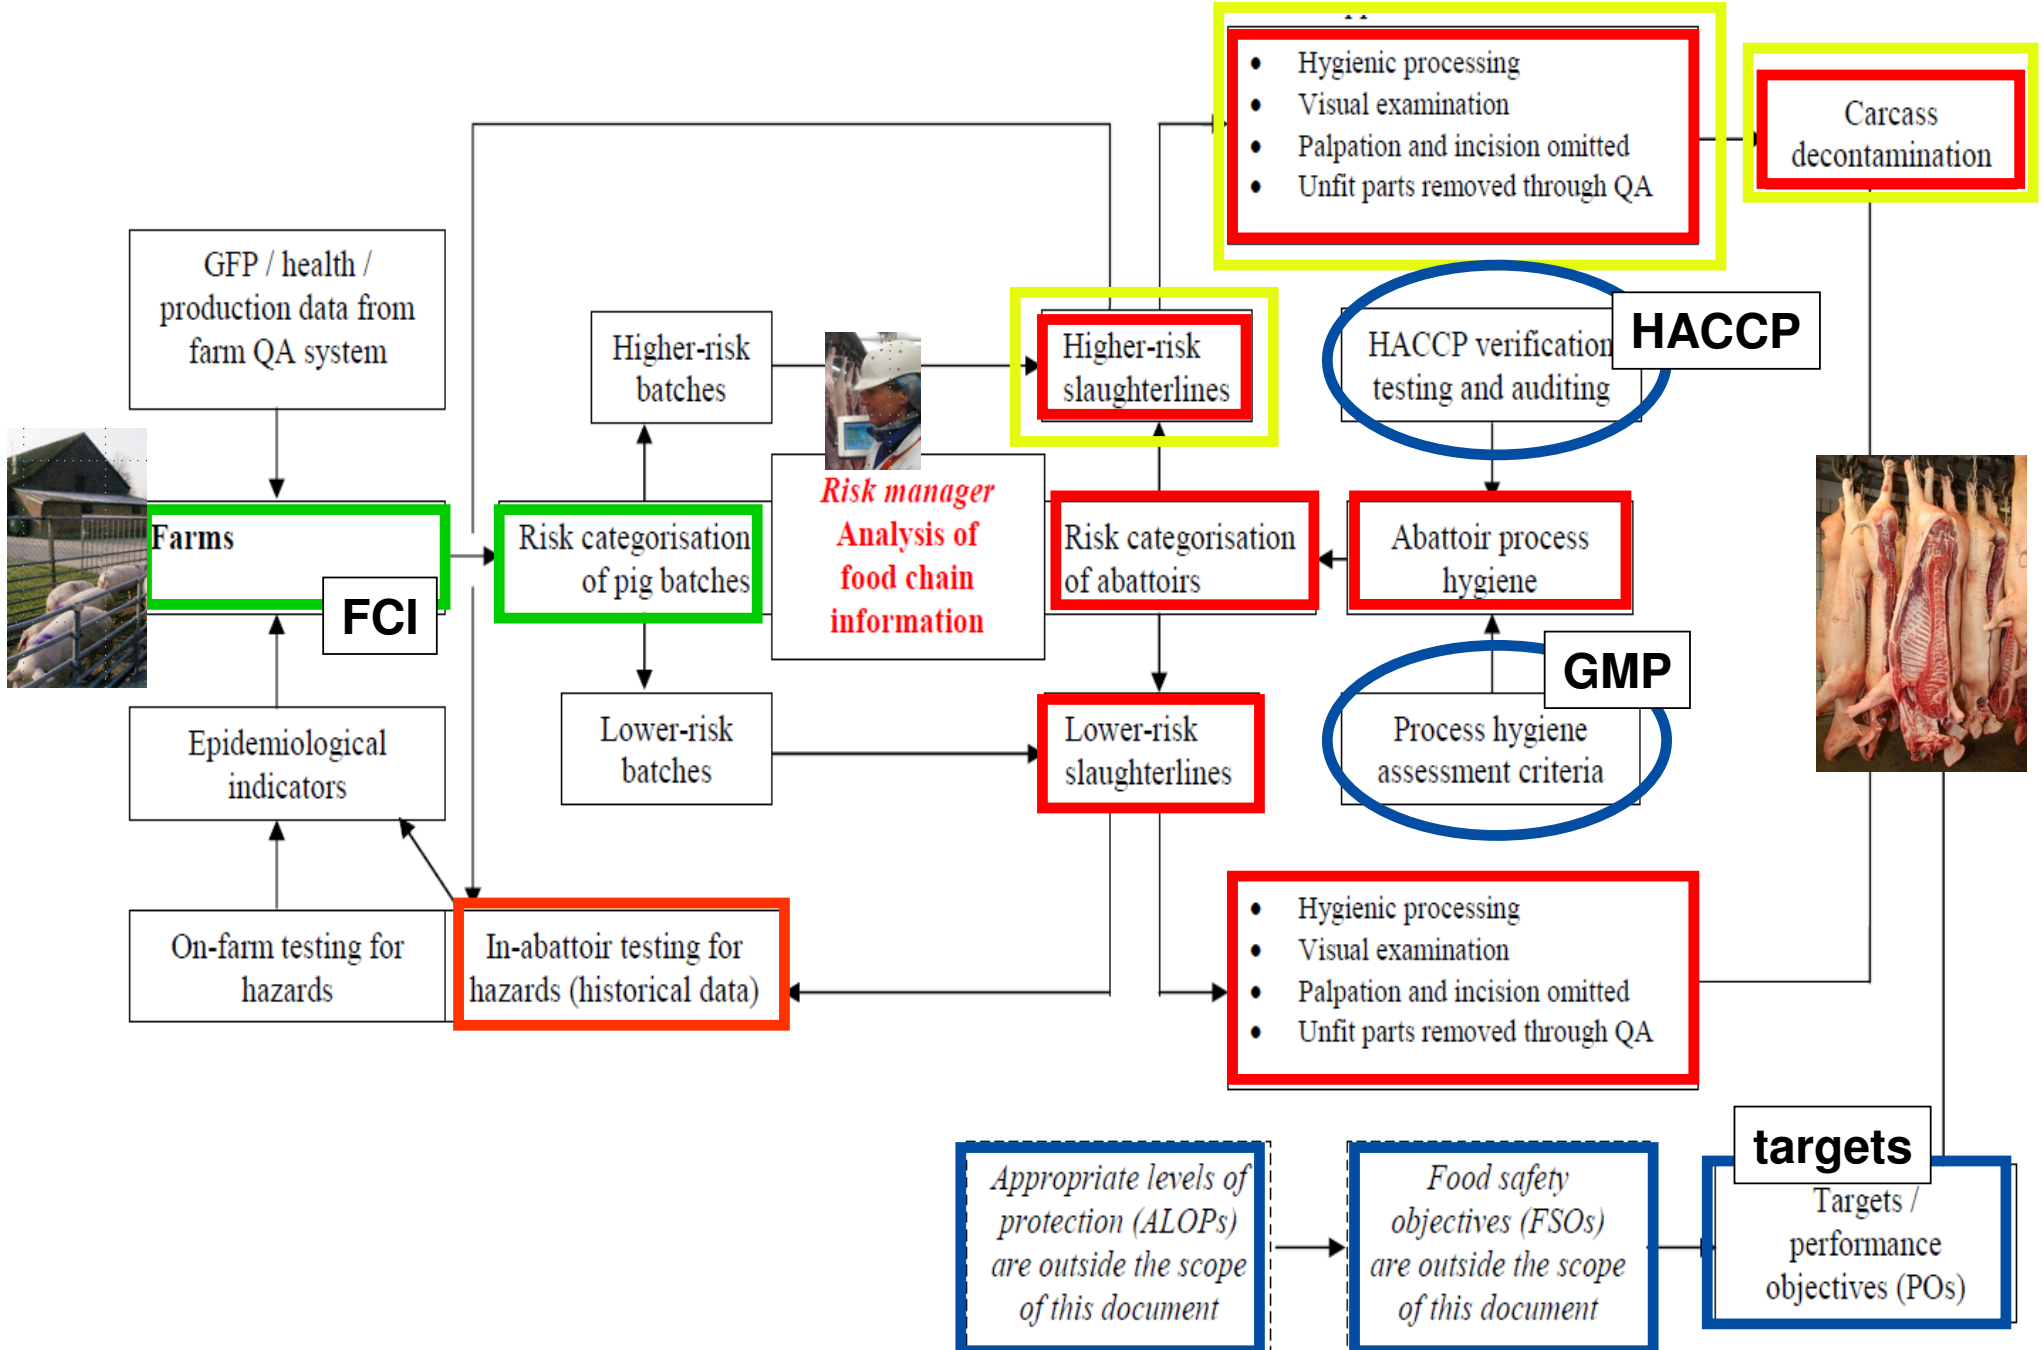 • Hygienic processing
• Visual examination
• Palpation and incision omitted
• Unfit parts removed through QA
Carcass
decontamination
GFP / health /
production data from
farm QA system
Higher-risk
batches
Higher-risk
slaughterlines
HACCP verification
testing and auditing
HACCP
Farms
FCI
Risk categorisation
of pig batches
Risk manager
Analysis of
food chain
information
Risk categorisation
of abattoirs
Abattoir process
hygiene
GMP
Epidemiological
indicators
Lower-risk
batches
Lower-risk
slaughterlines
Process hygiene
assessment criteria
On-farm testing for
hazards
In-abattoir testing for
hazards (historical data)
• Hygienic processing
• Visual examination
• Palpation and incision omitted
• Unfit parts removed through QA
Appropriate levels of
protection (ALOPs)
are outside the scope
of this document
Food safety
objectives (FSOs)
are outside the scope
of this document
targets
Targets /
performance
objectives (POs)